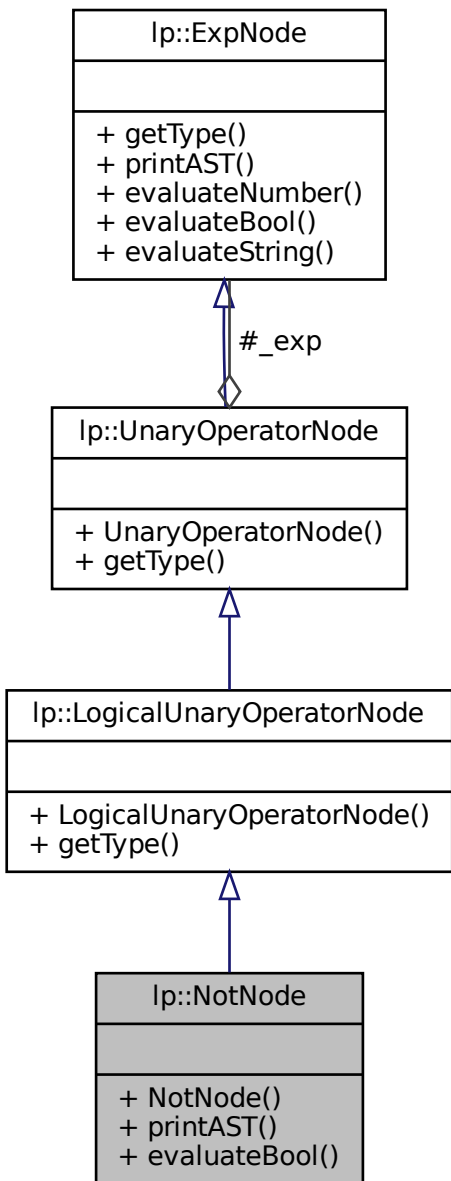 lp::ExpNode
+ getType()
+ printAST()
+ evaluateNumber()
+ evaluateBool()
+ evaluateString()
#_exp
lp::UnaryOperatorNode
+ UnaryOperatorNode()
+ getType()
lp::LogicalUnaryOperatorNode
+ LogicalUnaryOperatorNode()
+ getType()
lp::NotNode
+ NotNode()
+ printAST()
+ evaluateBool()